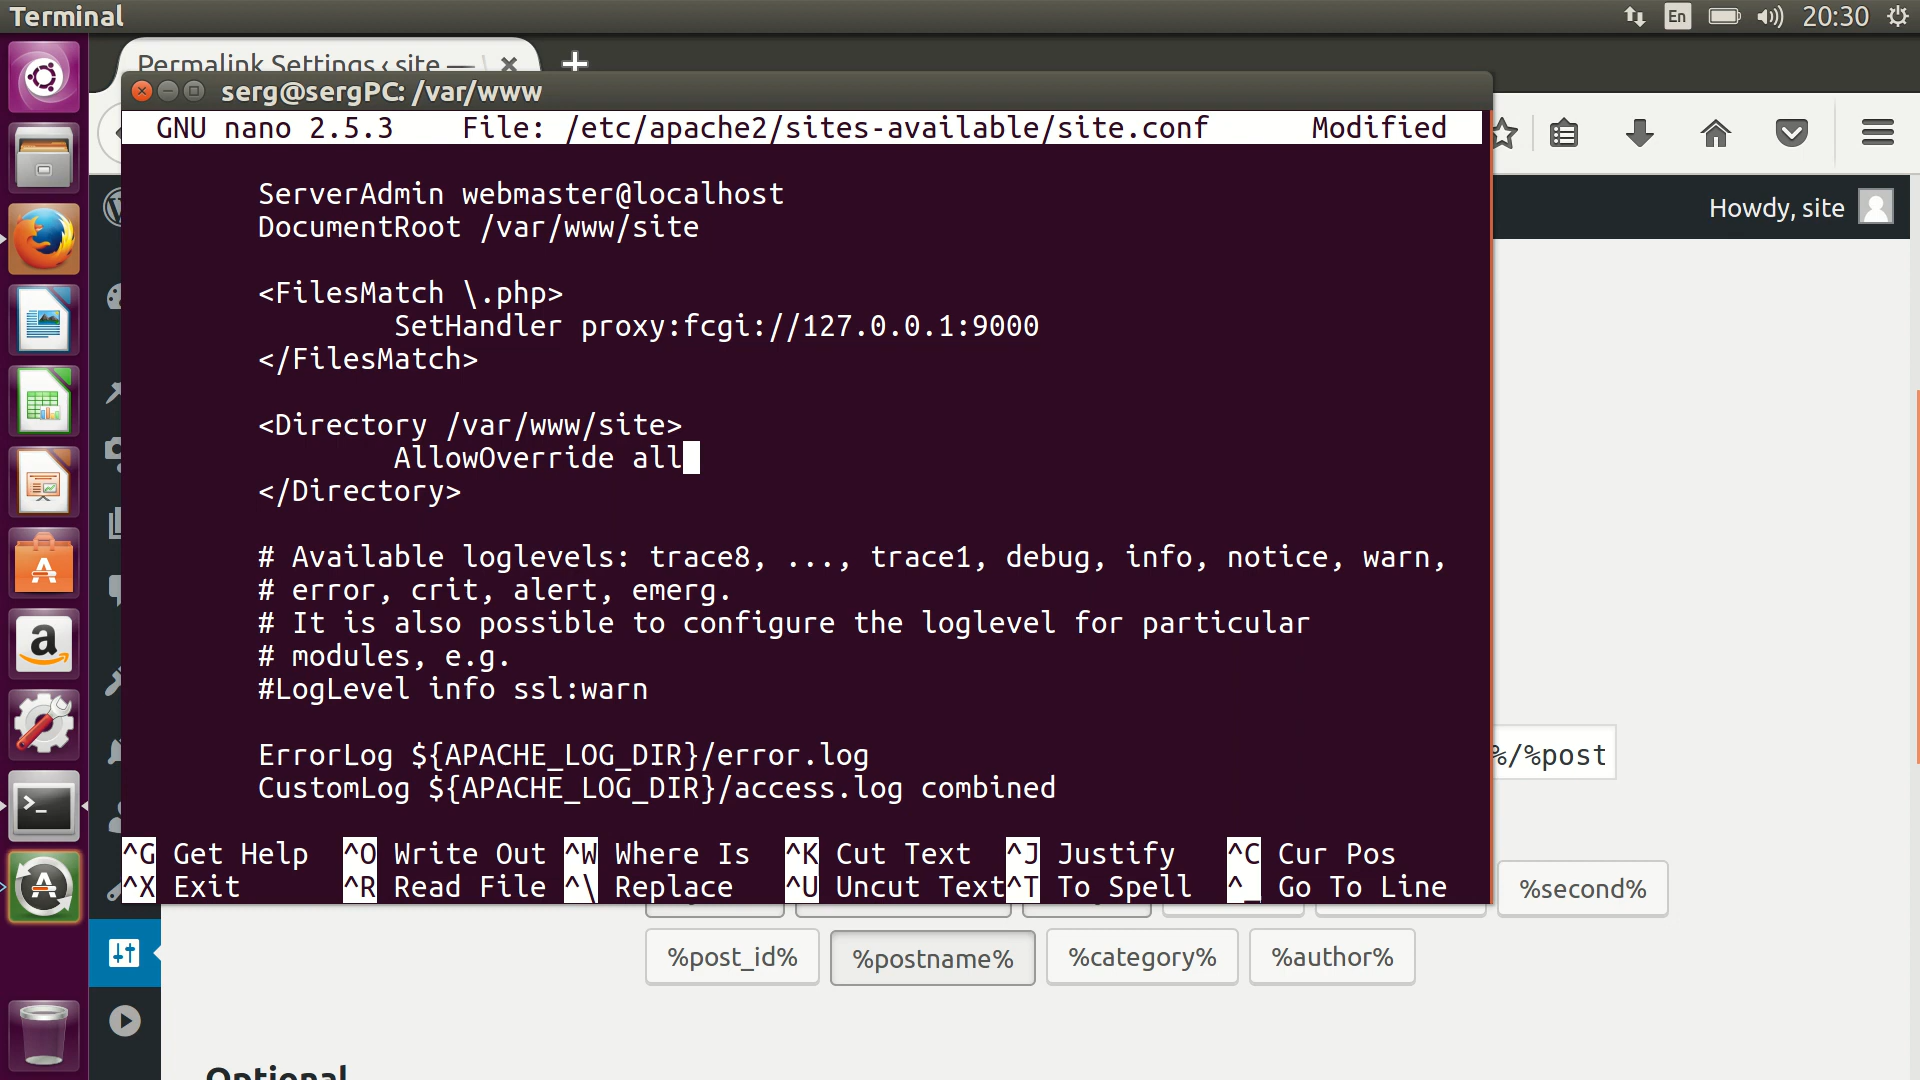 Terminal
En
20:30
Permalink Settings ‹ site —
serg@sergPC: /var/www
GNU nano 2.5.3 File: /etc/apache2/sites-available/site.conf Modified
ServerAdmin webmaster@localhost
DocumentRoot /var/www/site
Howdy, site
<FilesMatch \.php>
SetHandler proxy:fcgi://127.0.0.1:9000
</FilesMatch>
<Directory /var/www/site>
AllowOverride all
</Directory>
# Available loglevels: trace8, ..., trace1, debug, info, notice, warn,
# error, crit, alert, emerg.
# It is also possible to configure the loglevel for particular
# modules, e.g.
#LogLevel info ssl:warn
ErrorLog ${APACHE_LOG_DIR}/error.log
CustomLog ${APACHE_LOG_DIR}/access.log combined
%/%post
^G Get Help ^O Write Out ^W Where Is ^K Cut Text ^J Justify ^C Cur Pos
^X Exit ^R Read File ^\ Replace ^U Uncut Text ^T To Spell ^_ Go To Line
%second%
%post_id% %postname% %category% %author%
Optional